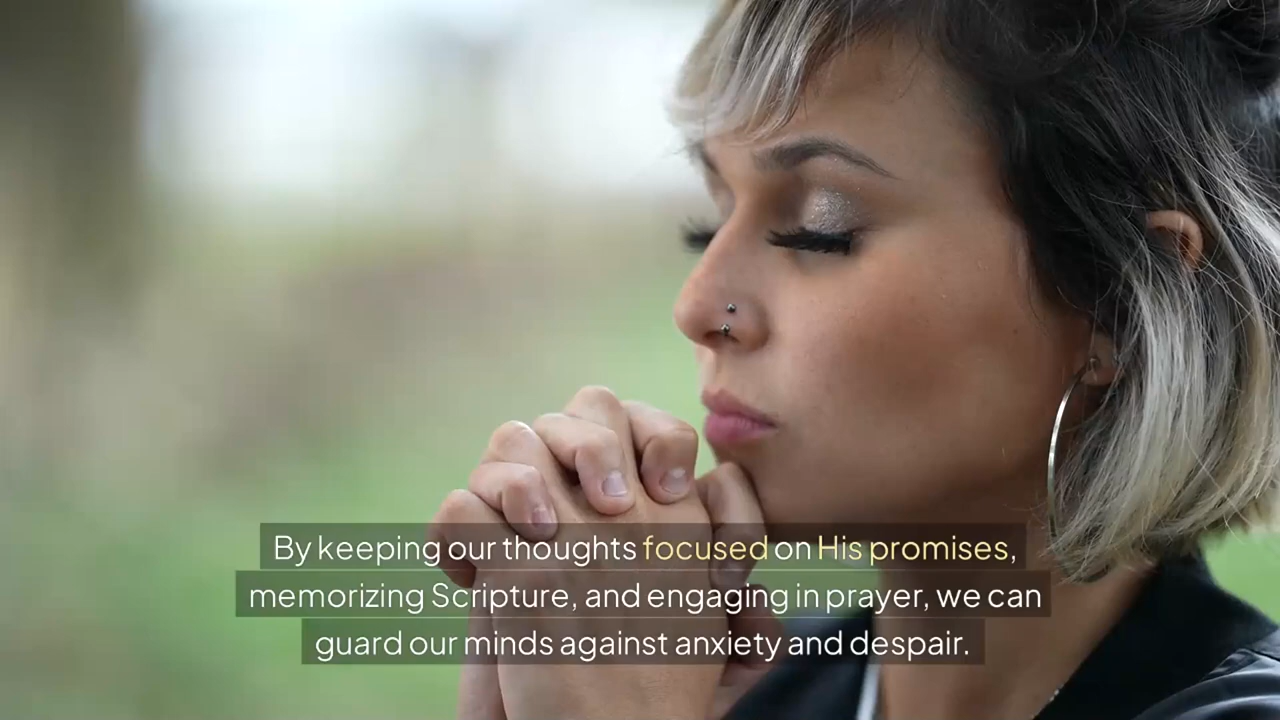 By keeping our thoughts focused on His promises,
memorizing Scripture, and engaging in prayer, we can
guard our minds against anxiety and despair.